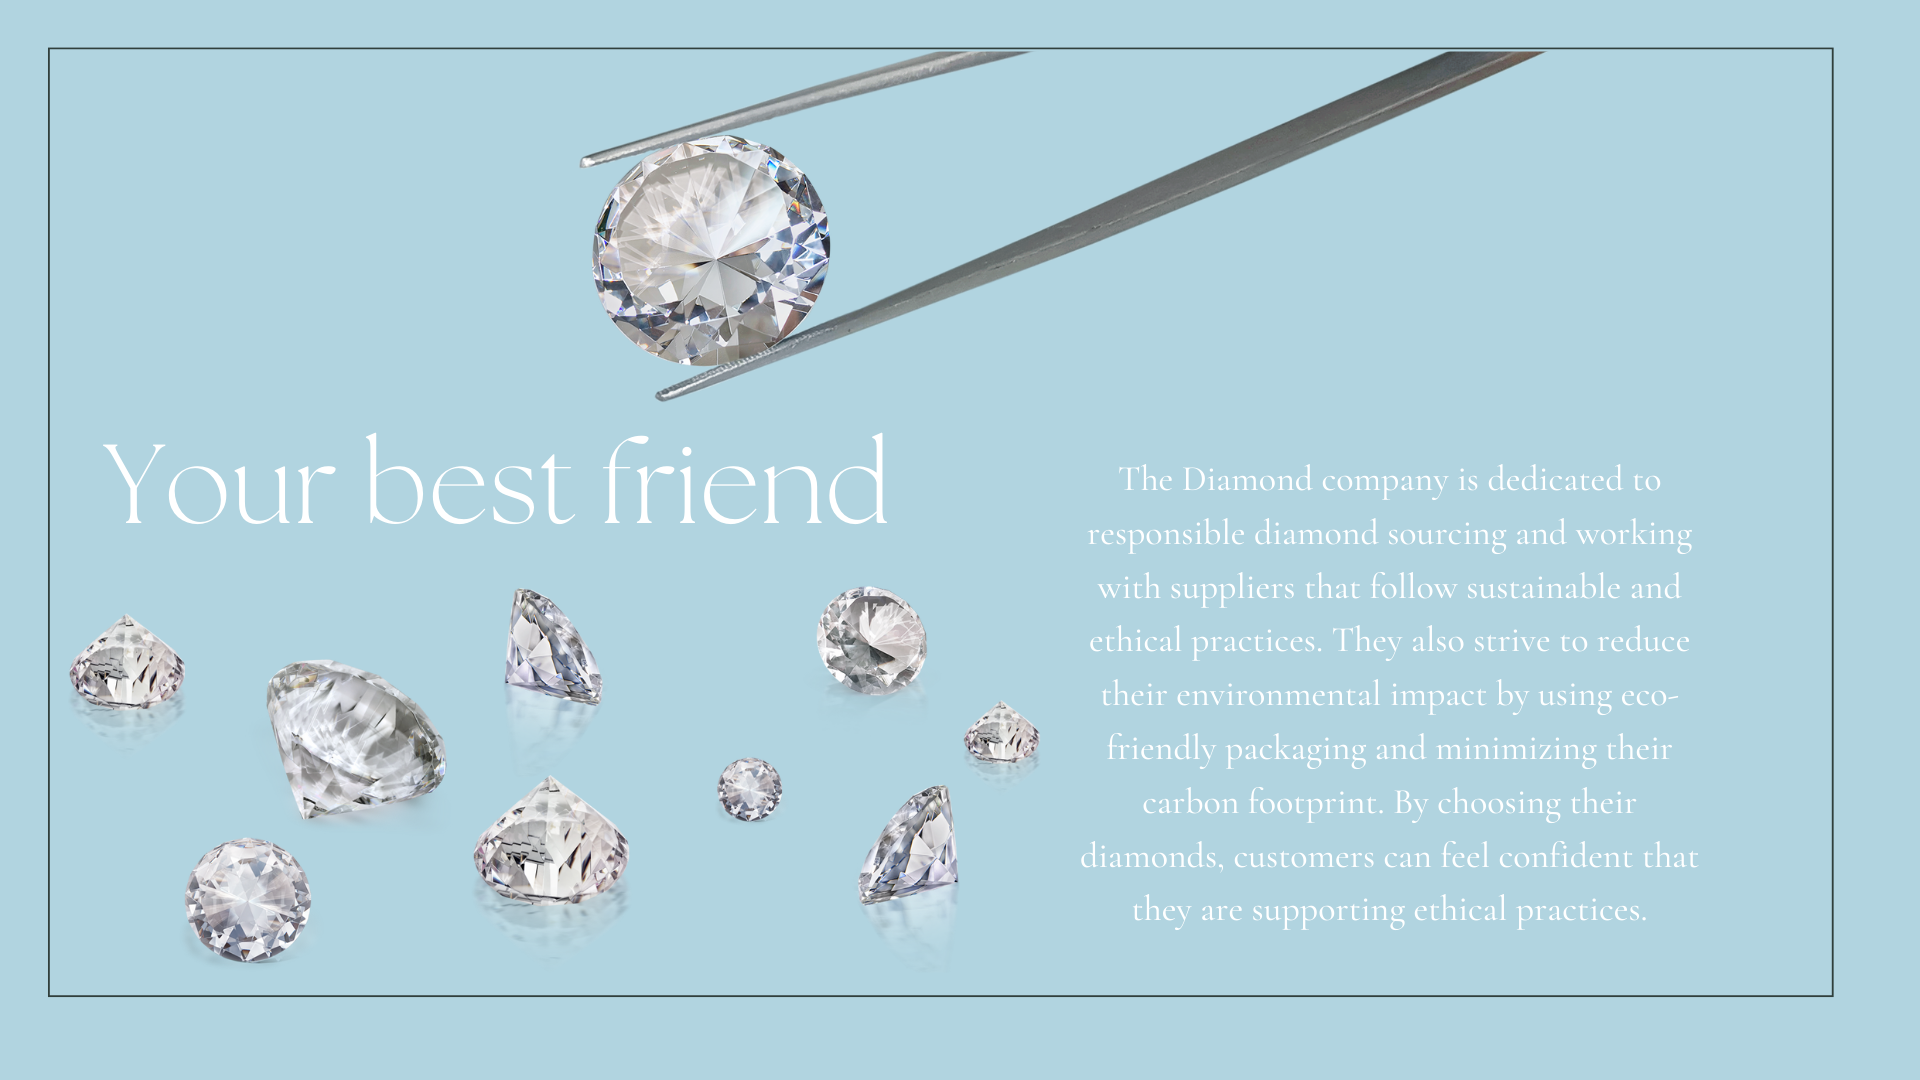 Your best friend
The Diamond company is dedicated to
responsible diamond sourcing and working
with suppliers that follow sustainable and
ethical practices. They also strive to reduce
their environmental impact by using eco-
friendly packaging and minimizing their
carbon footprint. By choosing their
diamonds, customers can feel confident that
they are supporting ethical practices.